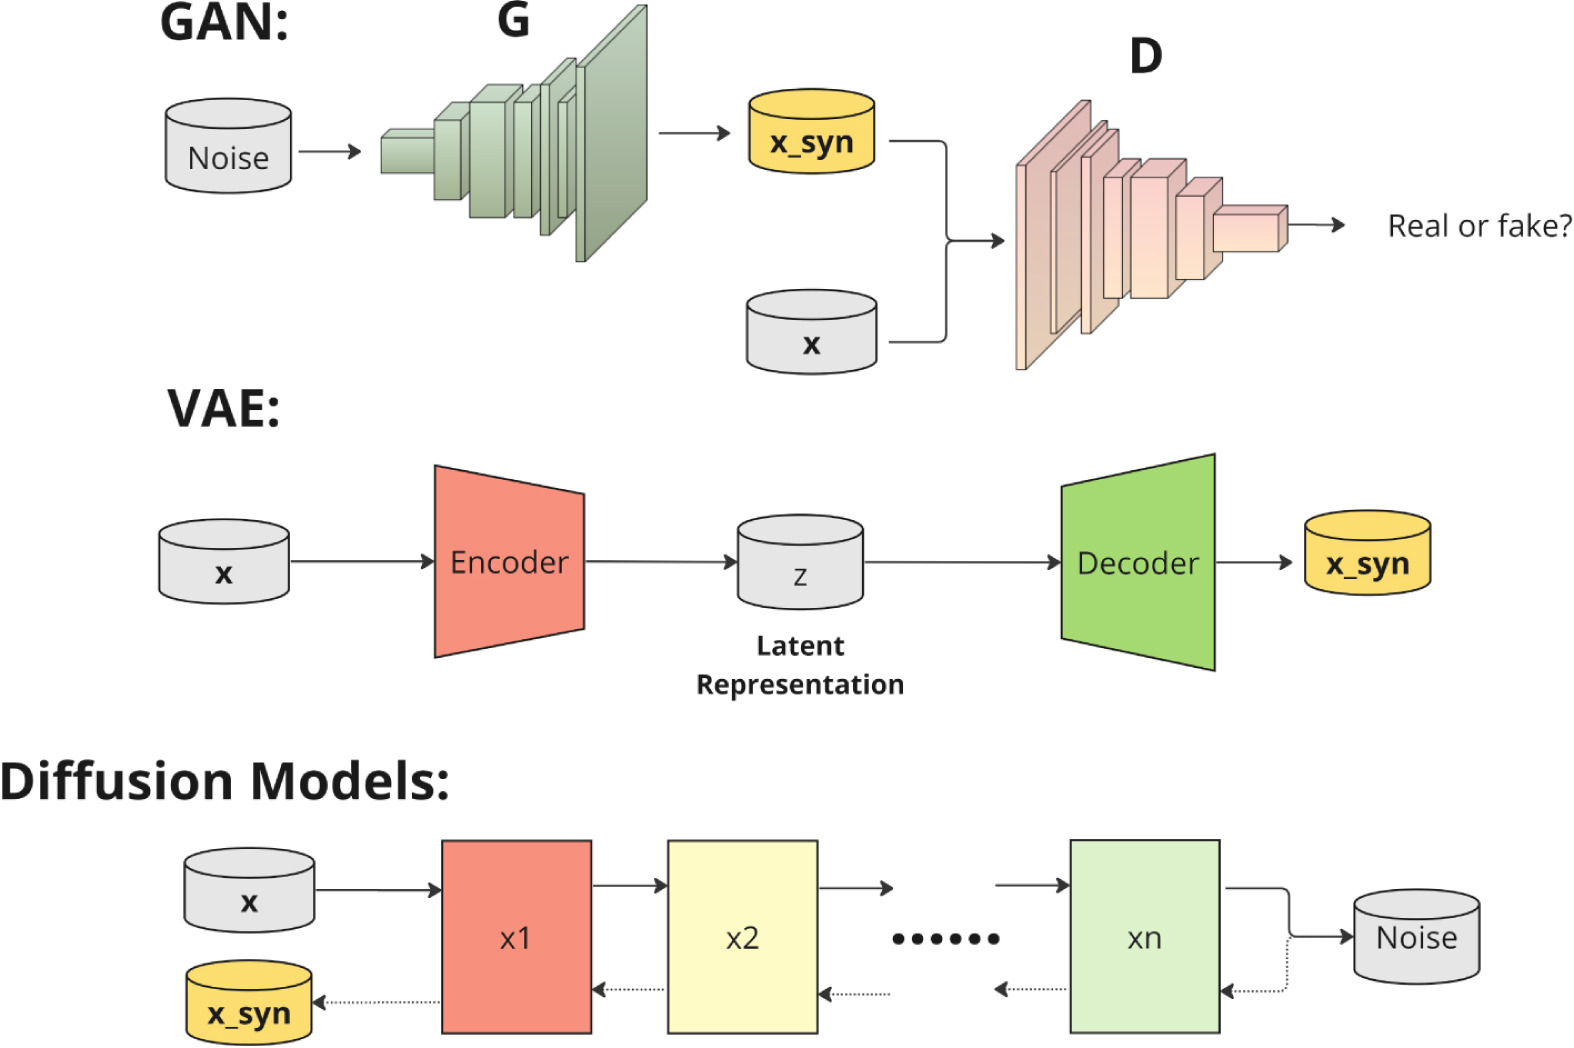 GAN:
G
D
Noise
x_syn
x
Real or fake?
VAE:
x
Encoder
z
Decoder
x_syn
Latent
Representation
Diffusion Models:
x
x1
x2
xn
Noise
x_syn